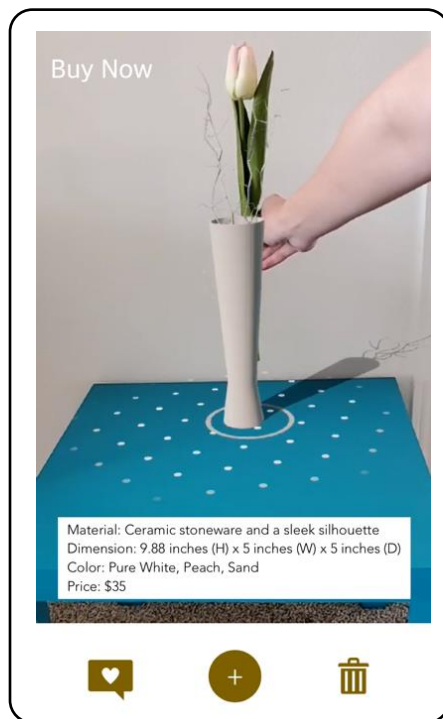 Buy Now
Material: Ceramic stoneware and a sleek silhouette
Dimension: 9.88 inches (H) x 5 inches (W) x 5 inches (D)
Color: Pure White, Peach, Sand
Price: $35